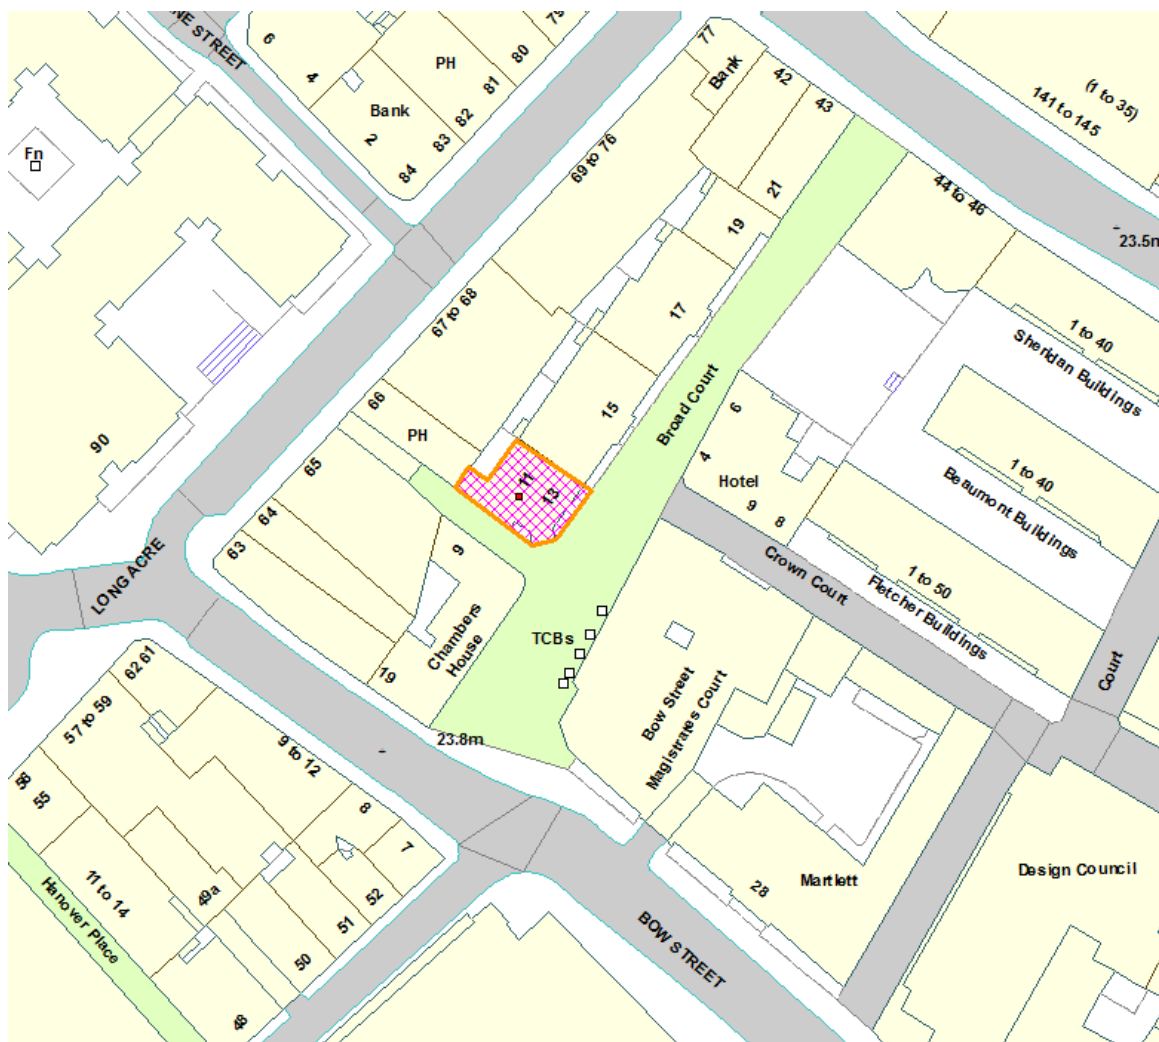 NE STREET
6
4
PH
79
80
81
82
83
84
Bank
2
77
Bank
42
43
(1 to 35)
141 to 145
Fn
69 to 76
21
19
44 to 46
23.5m
67 to 68
17
1 to 40
Sheridan Buildings
66
PH
15
Broad Court
6
4
Hotel
9
8
90
65
64
63
11
13
1 to 40
Beaumont Buildings
LONG ACRE
9
Chambers
House
19
Crown Court
1 to 50
Fletcher Buildings
TCBs
Court
Bow Street
Magistrates Court
62 61
57 to 59
56
55
9 to 12
23.8m
8
7
52
51
50
49a
48
11 to 14
Hanover Place
28
Martlett
Design Council
BOW STREET